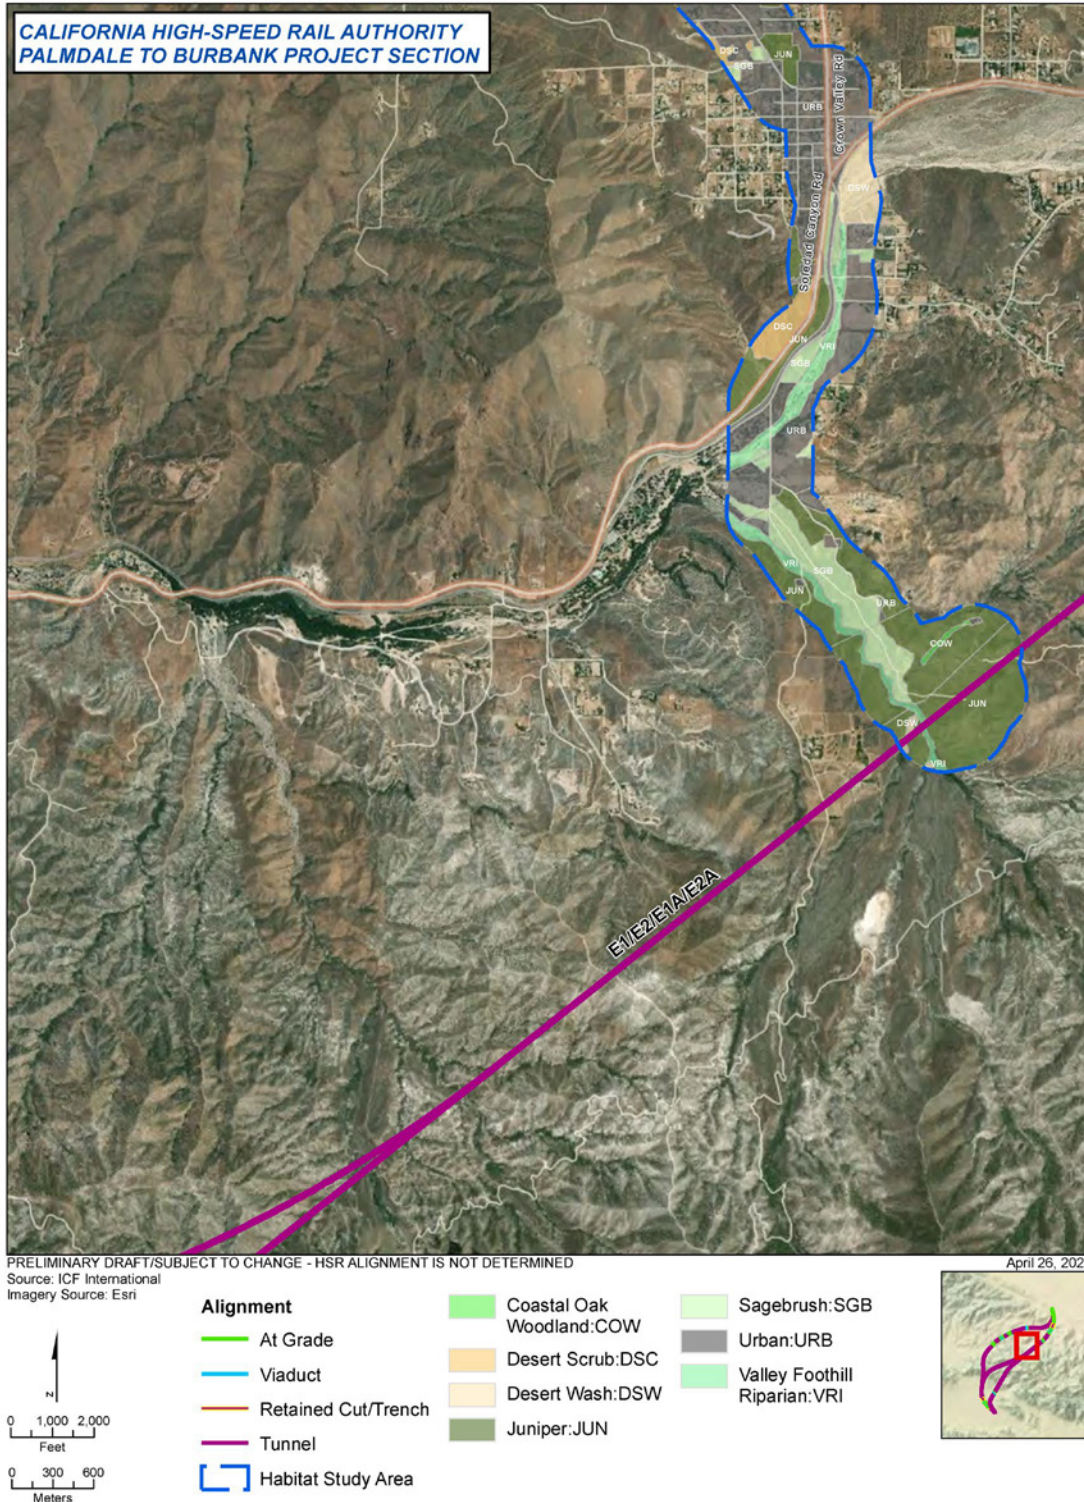 CALIFORNIA HIGH-SPEED RAIL AUTHORITY
PALMDALE TO BURBANK PROJECT SECTION
DSC
JUN
SGB
URB
Crown Valley Rd
DSW
Soledad Canyon Rd
DSC
JUN
VRI
SGB
URB
VRI
SGB
JUN
URB
COW
JUN
DSW
VRI
E1/E2/E1A/E2A
PRELIMINARY DRAFT/SUBJECT TO CHANGE - HSR ALIGNMENT IS NOT DETERMINED
April 26, 202
Source: ICF International
Imagery Source: Esri
N
0 1,000 2,000
Feet
0 300 600
Meters
Alignment
At Grade
Viaduct
Retained Cut/Trench
Tunnel
Habitat Study Area
Coastal Oak
Woodland:COW
Desert Scrub:DSC
Desert Wash:DSW
Juniper:JUN
Sagebrush:SGB
Urban:URB
Valley Foothill
Riparian:VRI